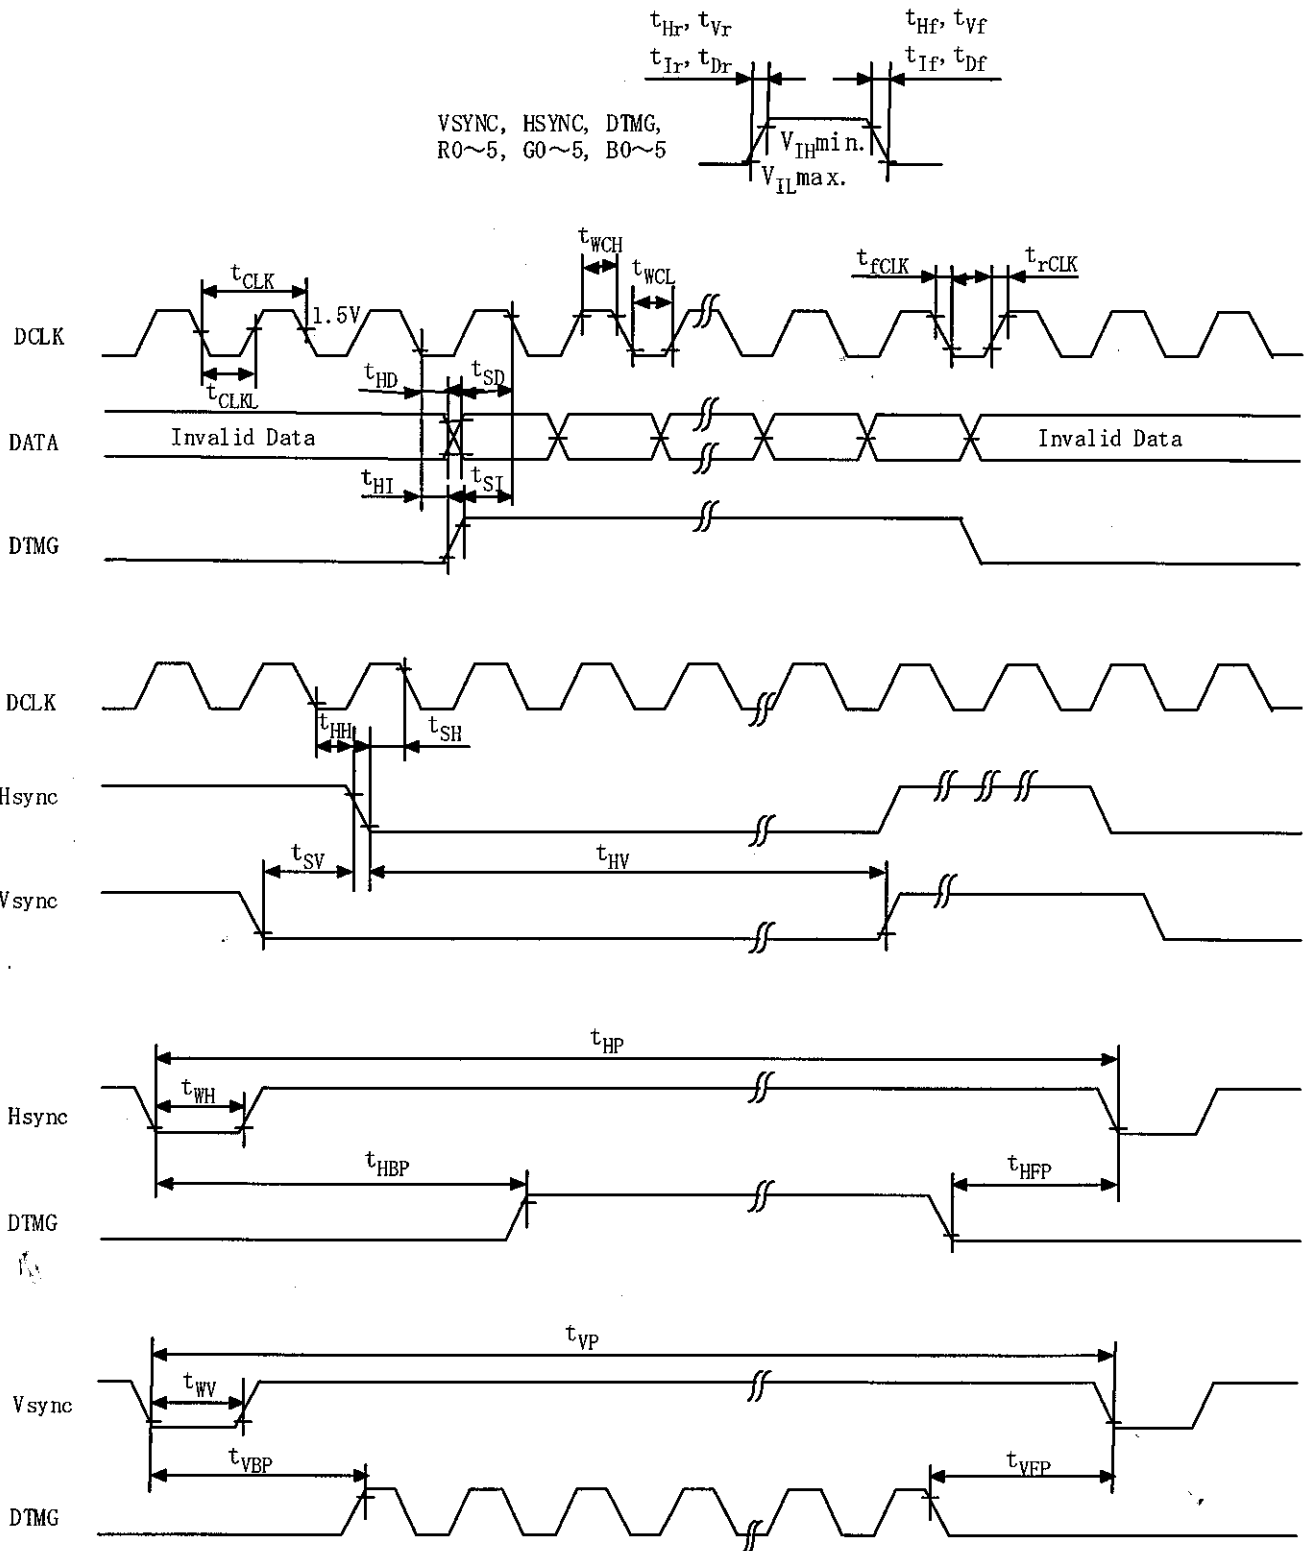 tHr, tVr
tHf, tVf
tIr, tDr
tIf, tDf
VSYNC, HSYNC, DTMG,
R0~5, G0~5, B0~5
VIHmin.
VILmax.
tWCH
tCLK
tWCL
tfCLK
trCLK
1.5V
DCLK
tCLKL
tHD
tSD
DATA
Invalid Data
Invalid Data
tHI
tSI
DTMG
DCLK
tHH
tSH
Hsync
tSV
tHV
Vsync
tHP
tWH
Hsync
tHBP
tHFP
DTMG
tVP
tWV
Vsync
tVBP
tVFP
DTMG